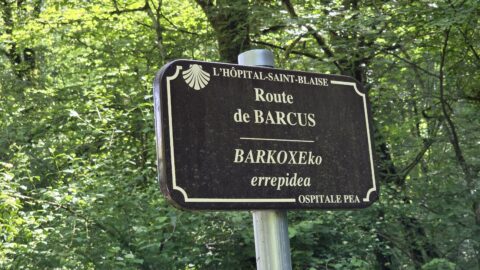 L'HÔPITAL-SAINT-BLAISE
Route
de BARCUS
BARKOXEko
errepidea
OSPITALE PEA